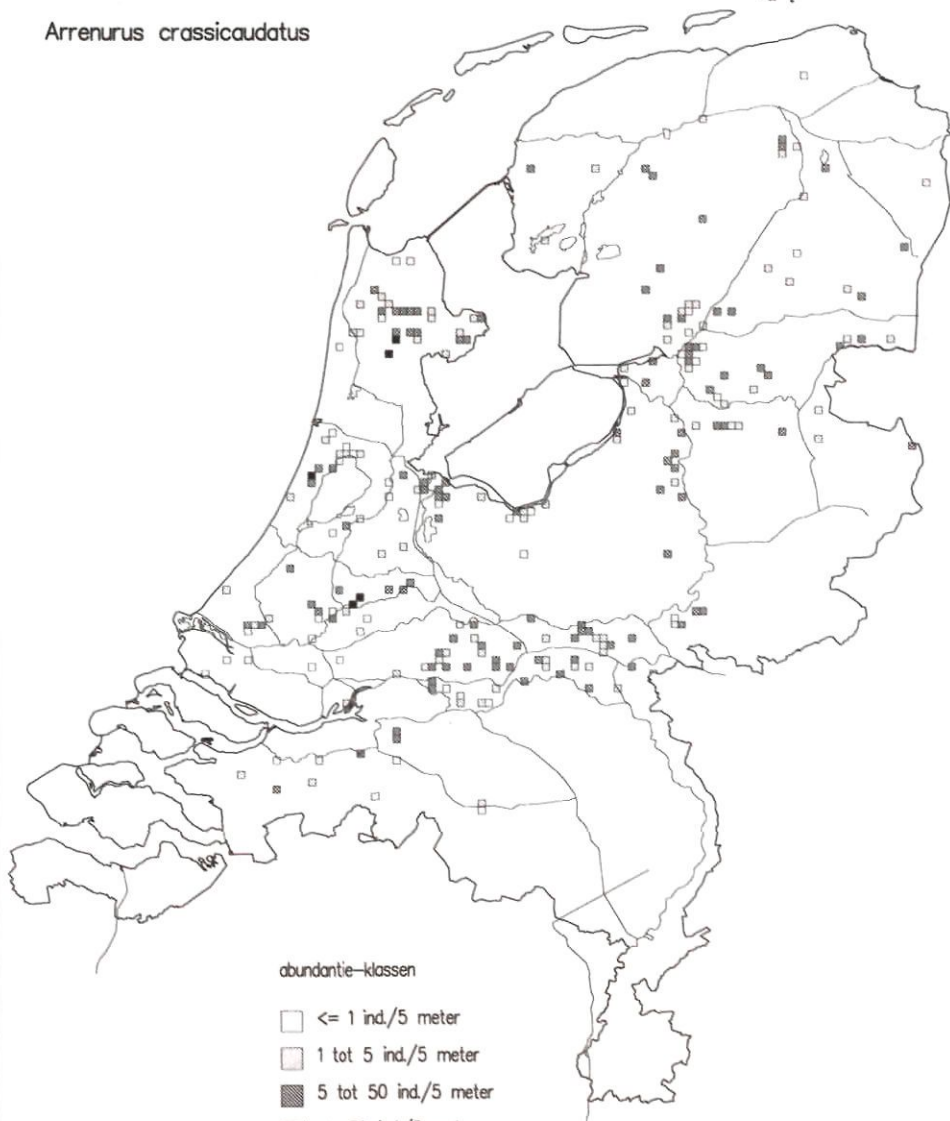 Arrenurus crassicaudatus
abundantie-klassen
<= 1 ind./5 meter
1 tot 5 ind./5 meter
5 tot 50 ind./5 meter